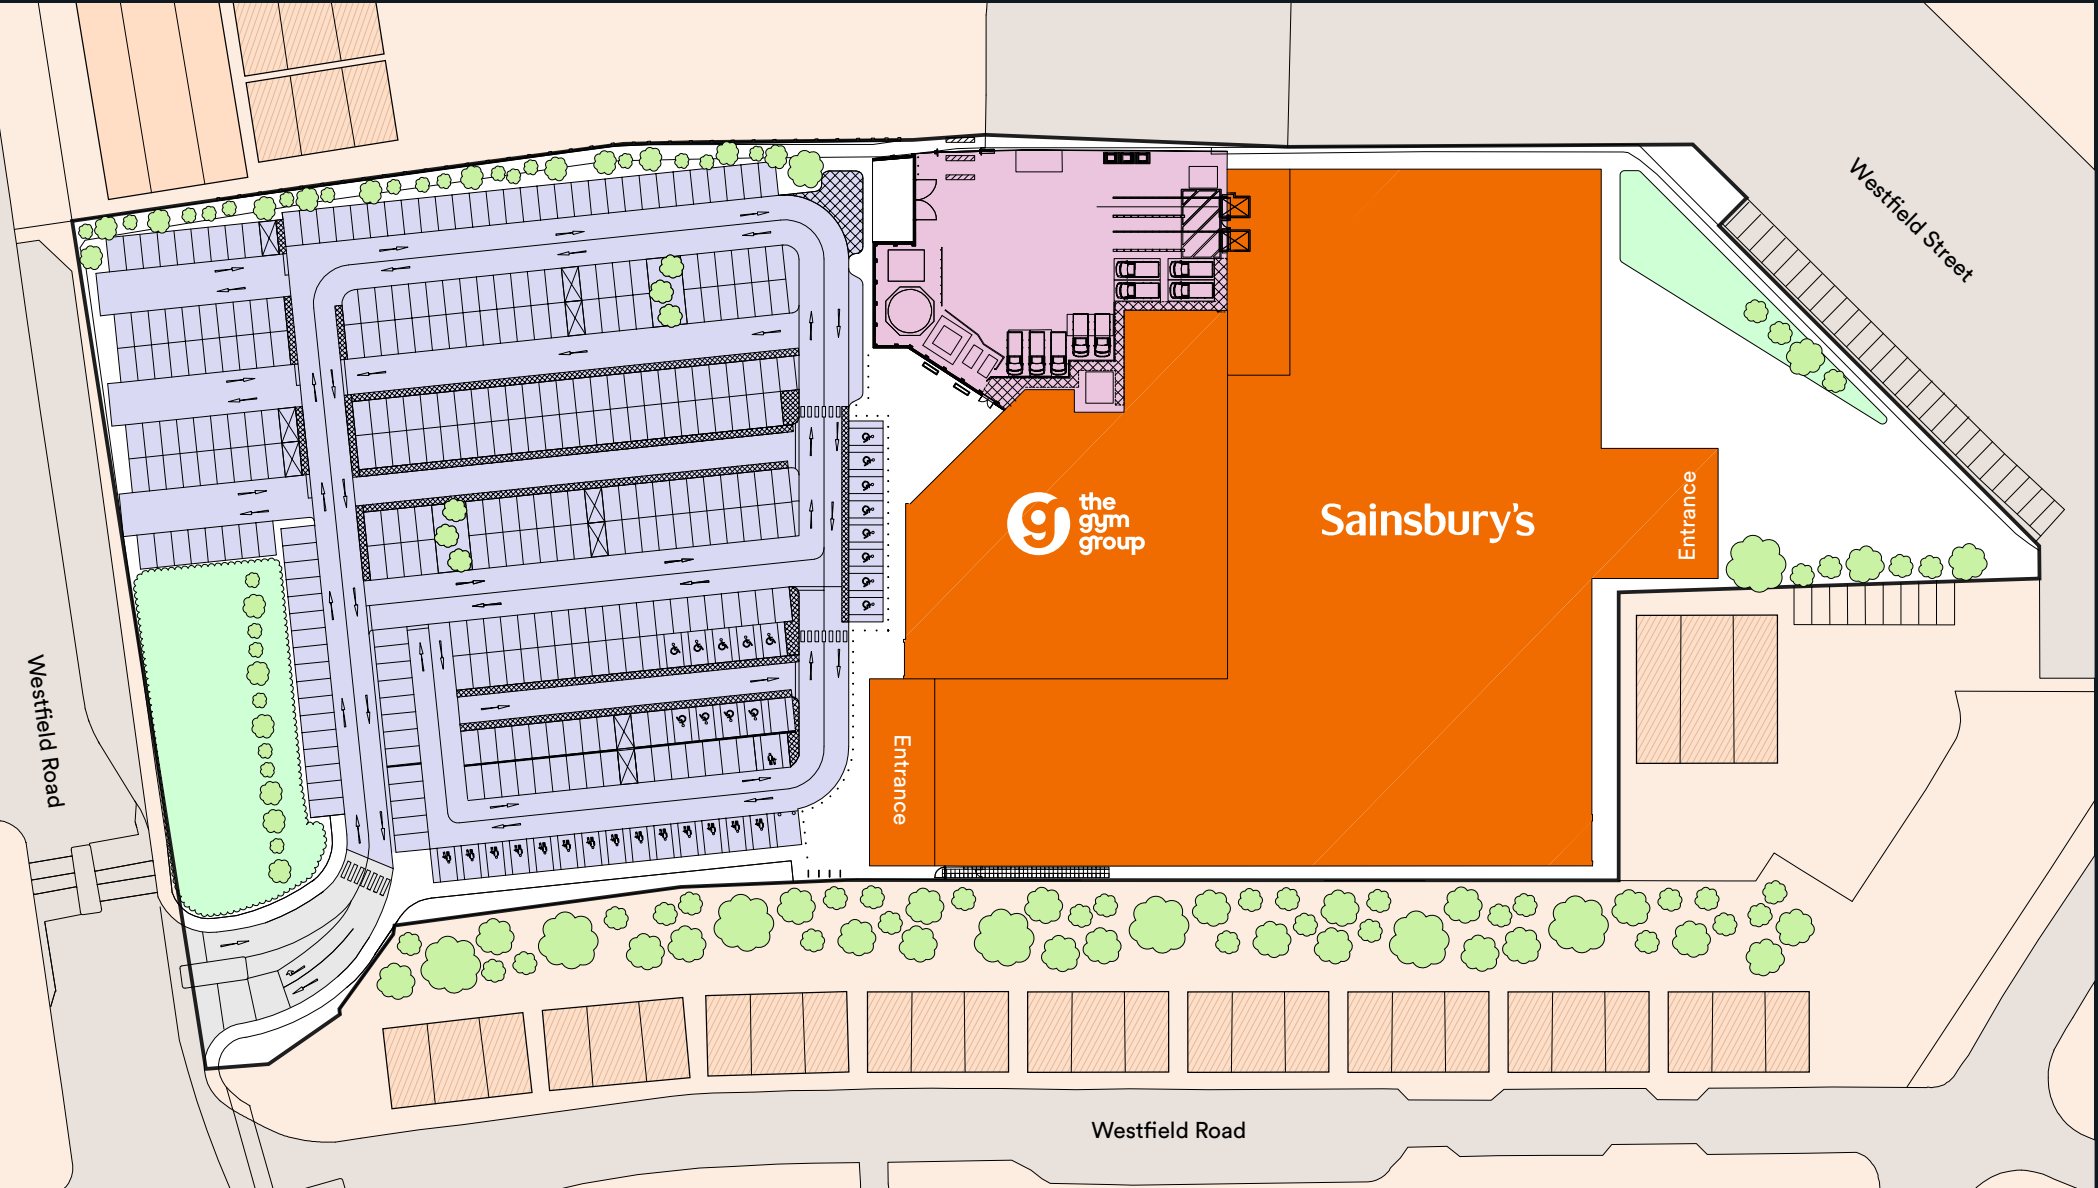 Westfield Street
the
gym
group
Sainsbury's
Entrance
Westfield Road
Entrance
Westfield Road